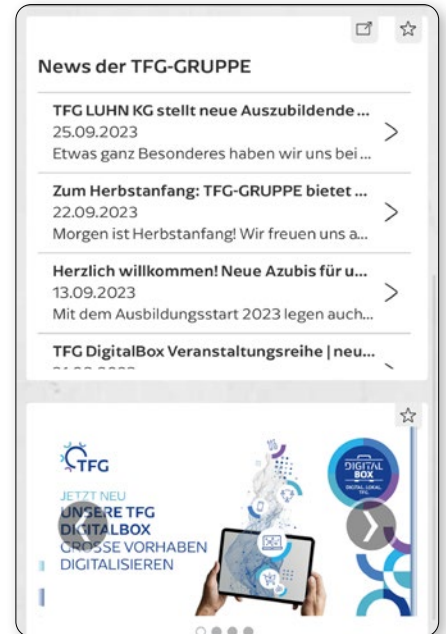 News der TFG-GRUPPE
TFG LUHN KG stellt neue Auszubildende ...
25.09.2023
Etwas ganz Besonderes haben wir uns bei ...
Zum Herbstanfang: TFG-GRUPPE bietet ...
22.09.2023
Morgen ist Herbstanfang! Wir freuen uns a...
Herzlich willkommen! Neue Azubis für u...
13.09.2023
Mit dem Ausbildungsstart 2023 legen auch...
TFG DigitalBox Veranstaltungsreihe | neu...
TFG
JETZT NEU
UNSERE TFG
DIGITALBOX
GROSSE VORHABEN
DIGITALISIEREN
DIGITAL
BOX
DIGITAL. LOKAL.
TFG.